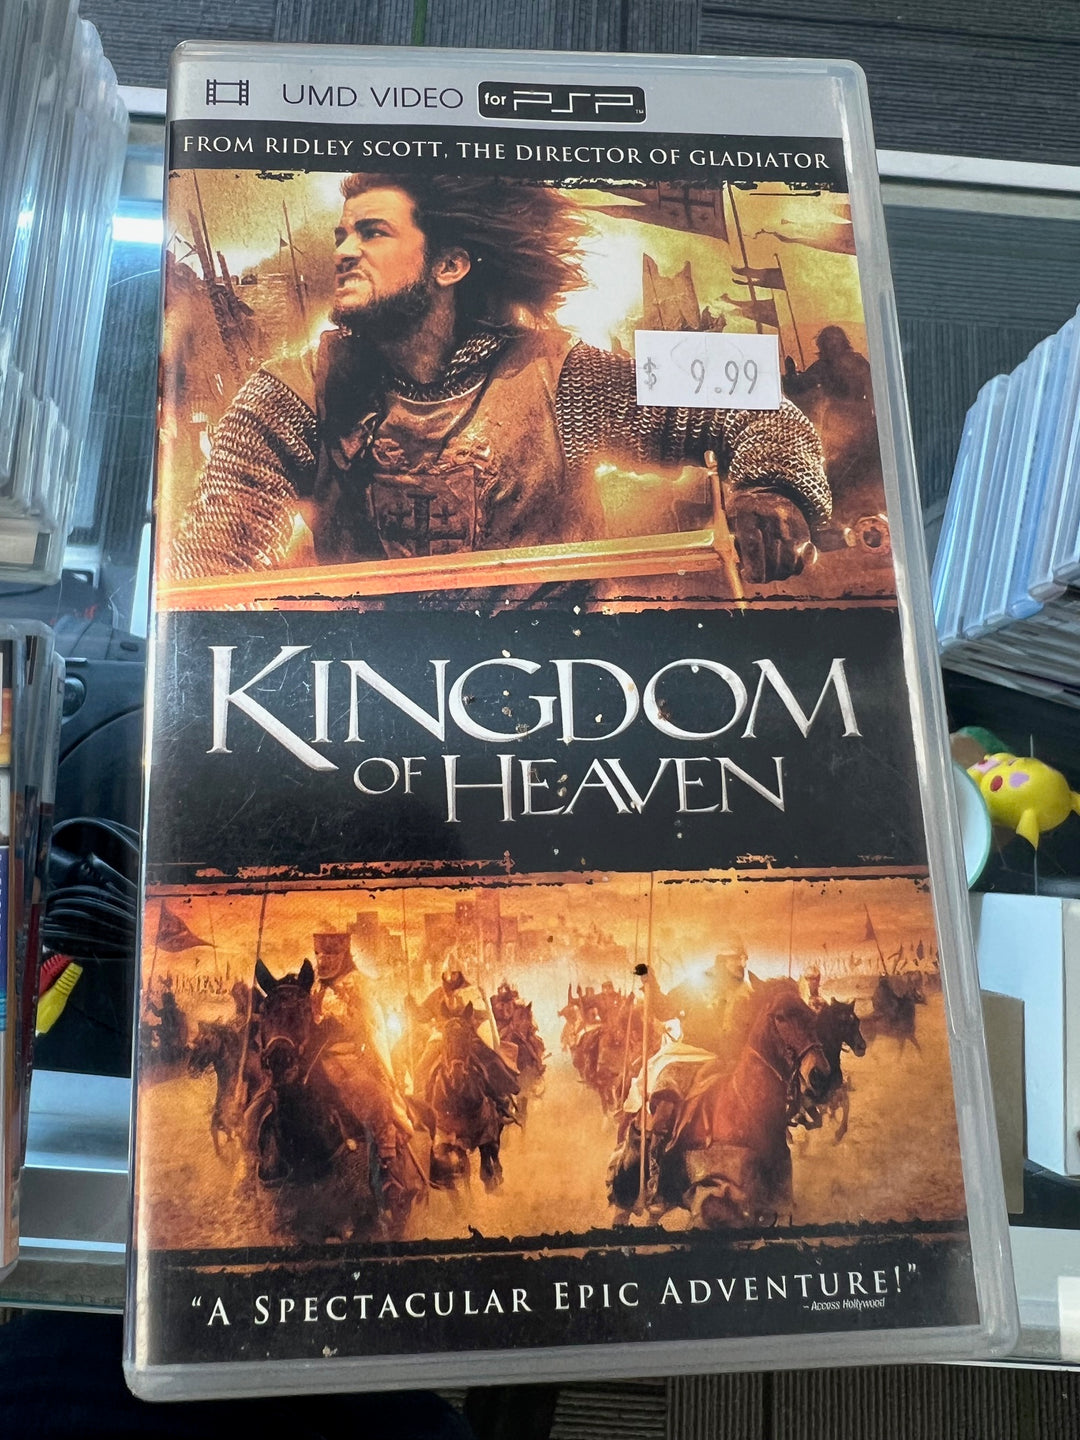 UMD VIDEO for PSP™
FROM RIDLEY SCOTT, THE DIRECTOR OF GLADIATOR
$ 9.99
KINGDOM
OF HEAVEN
“A SPECTACULAR EPIC ADVENTURE!”
– Access Hollywood